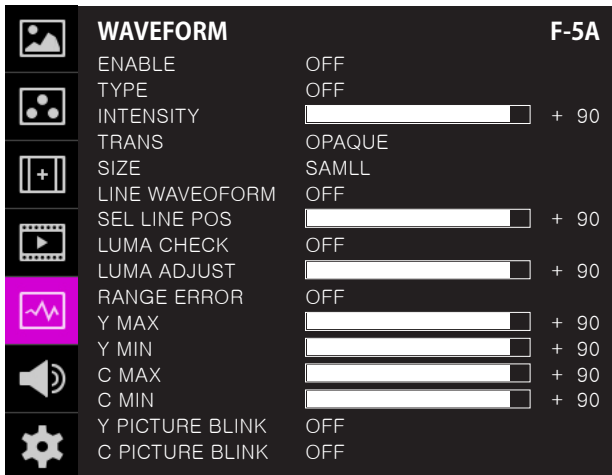 WAVEFORM F-5A
ENABLE OFF
TYPE OFF
INTENSITY + 90
TRANS OPAQUE
SIZE SAMLL
LINE WAVEOFORM OFF
SEL LINE POS + 90
LUMA CHECK OFF
LUMA ADJUST + 90
RANGE ERROR OFF
Y MAX + 90
Y MIN + 90
C MAX + 90
C MIN + 90
Y PICTURE BLINK OFF
C PICTURE BLINK OFF